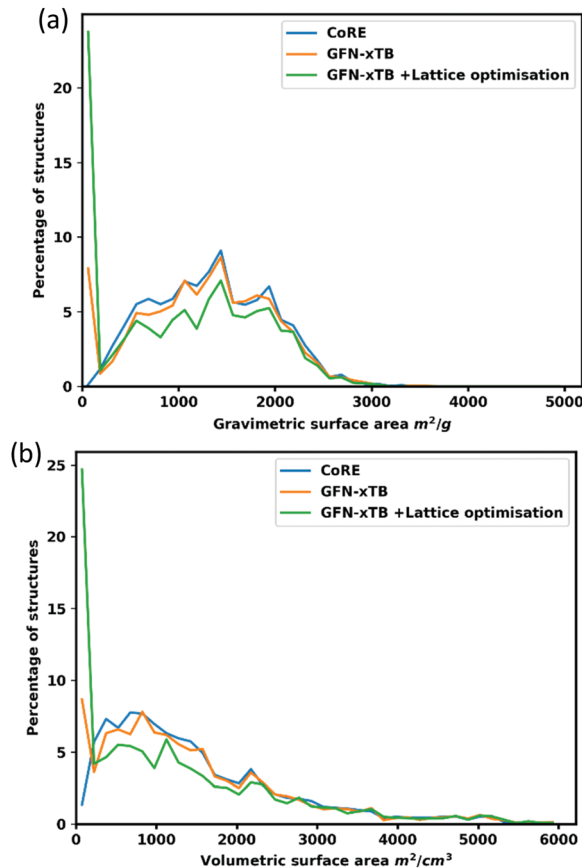 (a)
CoRE
GFN-xTB
GFN-xTB +Lattice optimisation
Percentage of structures
20
15
10
5
0
0 1000 2000 3000 4000 5000
Gravimetric surface area m²/g
(b)
CoRE
GFN-xTB
GFN-xTB +Lattice optimisation
Percentage of structures
25
20
15
10
5
0
0 1000 2000 3000 4000 5000 6000
Volumetric surface area m²/cm³